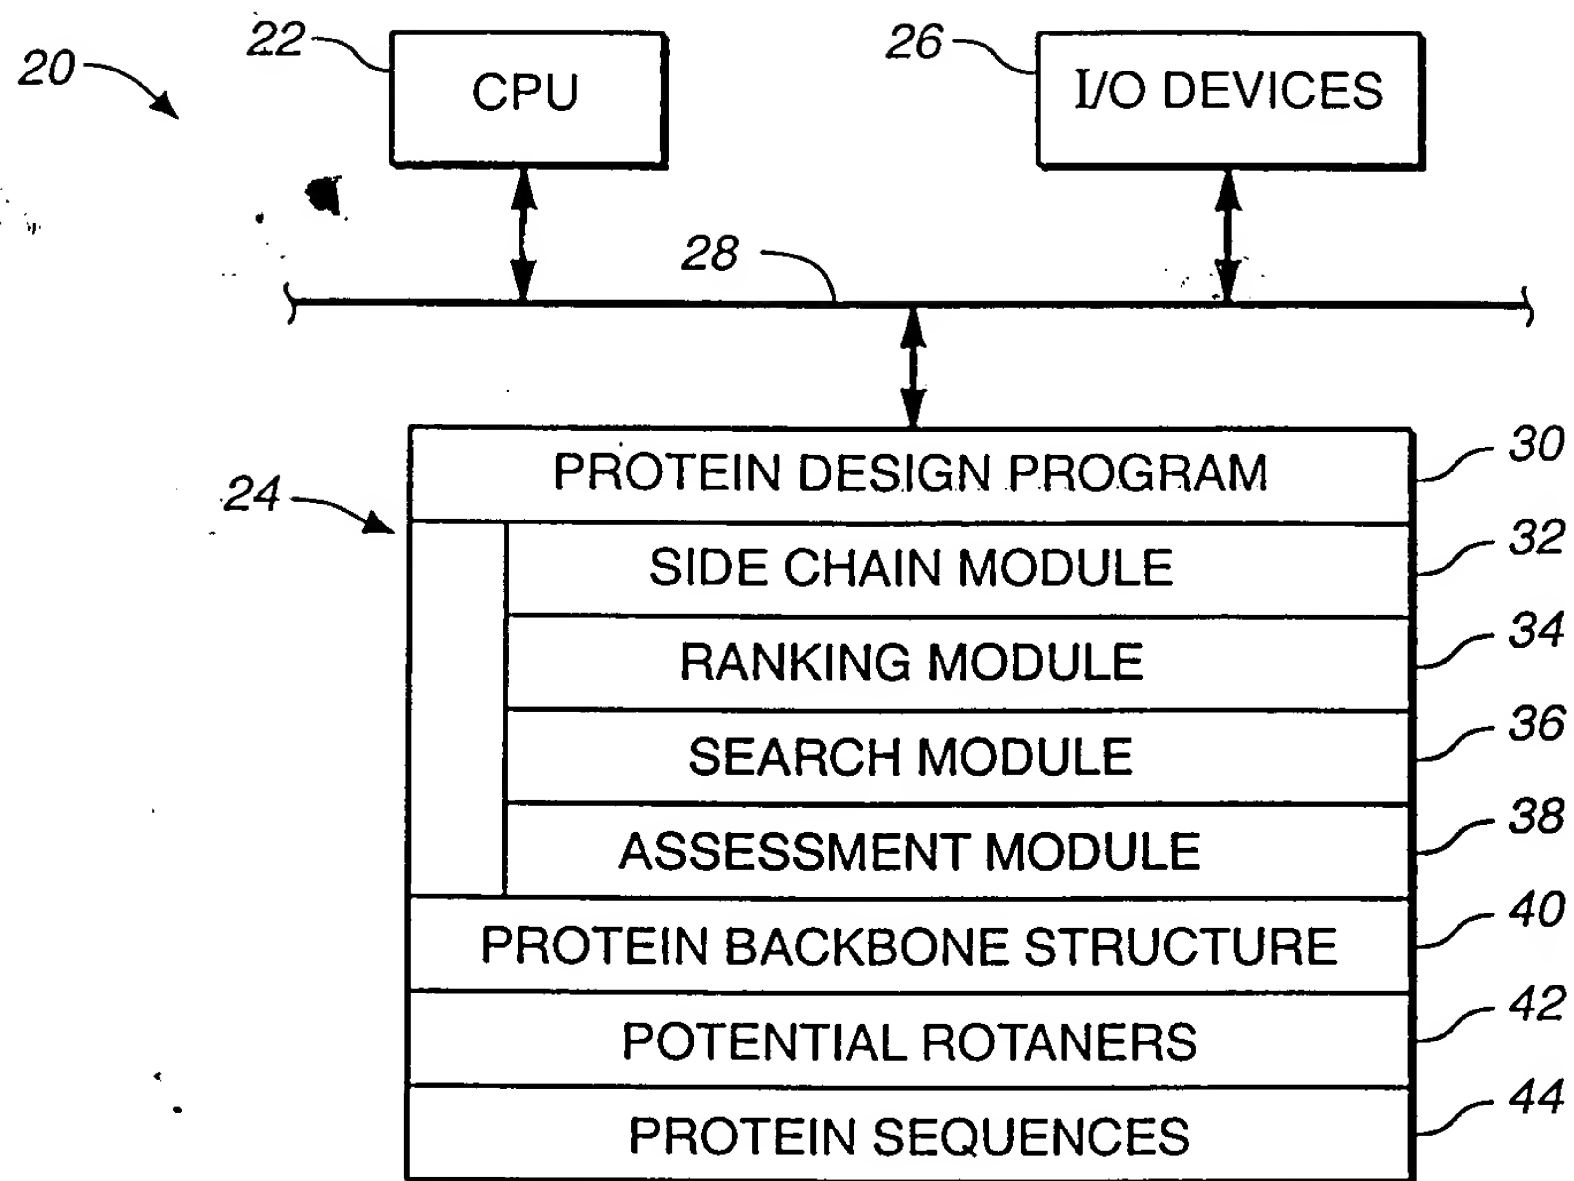 20
22
CPU
26
I/O DEVICES
28
24
PROTEIN DESIGN PROGRAM
30
SIDE CHAIN MODULE
32
RANKING MODULE
34
SEARCH MODULE
36
ASSESSMENT MODULE
38
PROTEIN BACKBONE STRUCTURE
40
POTENTIAL ROTANERS
42
PROTEIN SEQUENCES
44